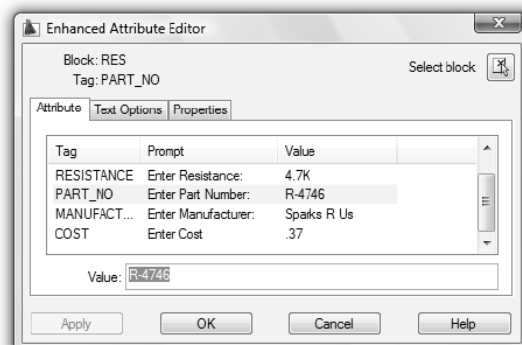 Enhanced Attribute Editor
Block: RES
Tag: PART_NO
Select block
Attribute Text Options Properties
Tag Prompt Value
RESISTANCE Enter Resistance: 4.7K
PART_NO Enter Part Number: R-4746
MANUFACT... Enter Manufacturer: Sparks R Us
COST Enter Cost .37
Value: R-4746
Apply OK Cancel Help